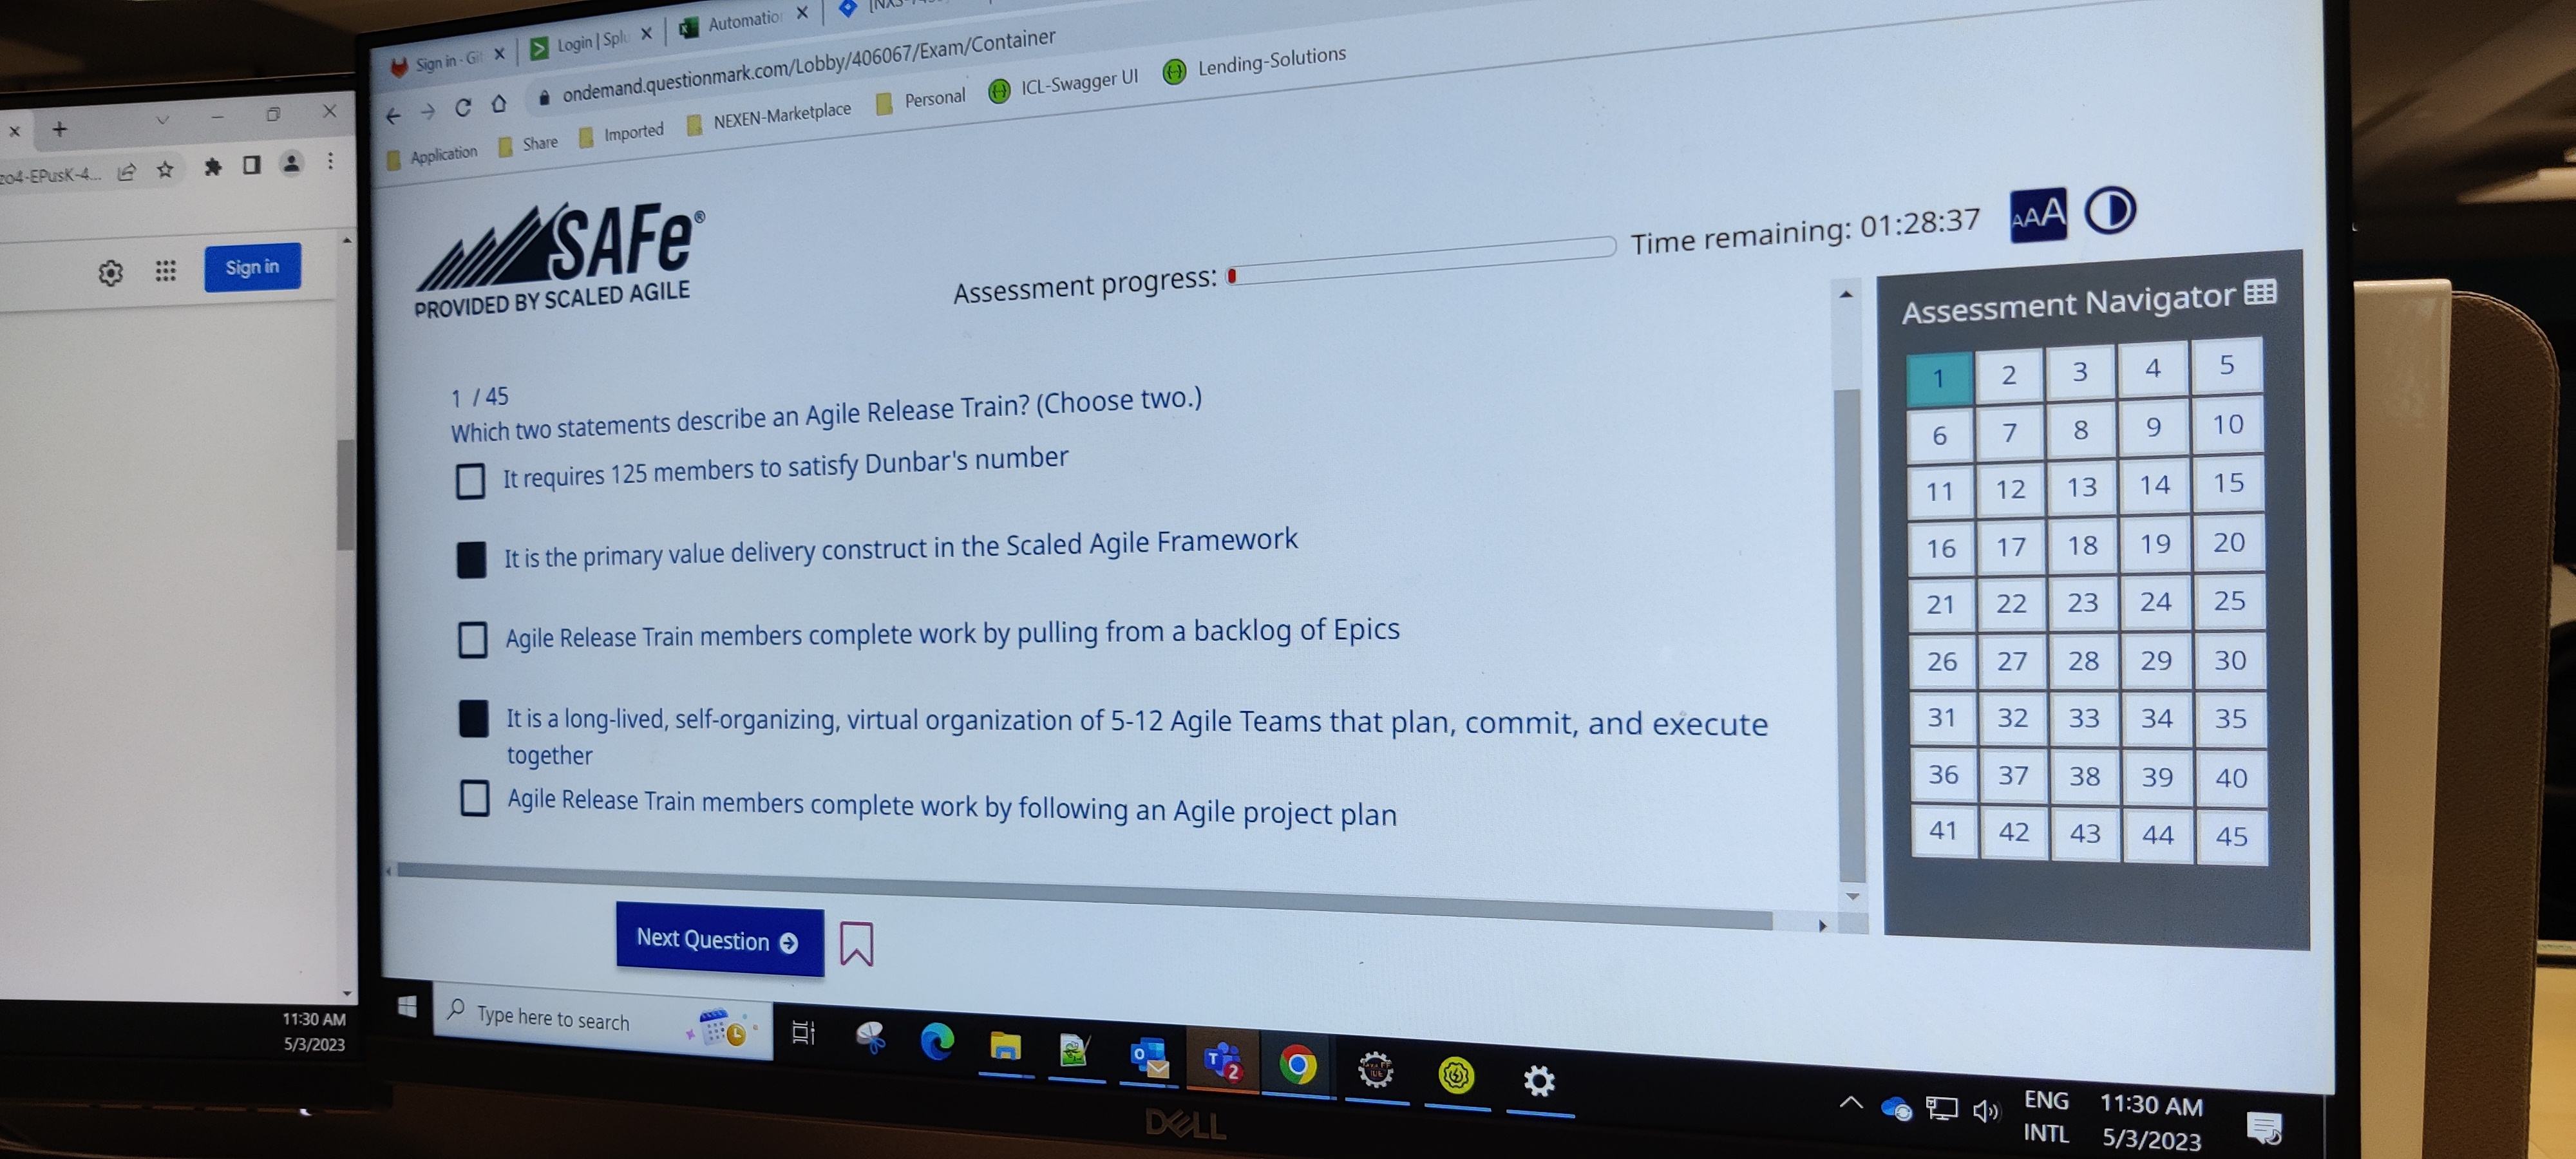 Sign in - Git
Login | Splu
Automation
ondemand.questionmark.com/Lobby/406067/Exam/Container
Application
Share
Imported
NEXEN-Marketplace
Personal
ICL-Swagger UI
Lending-Solutions
zo4-EPusK-4...
Sign in
SAFe®
PROVIDED BY SCALED AGILE
Assessment progress:
Time remaining: 01:28:37
AAA
Assessment Navigator
1 / 45
Which two statements describe an Agile Release Train? (Choose two.)
It requires 125 members to satisfy Dunbar's number
It is the primary value delivery construct in the Scaled Agile Framework
Agile Release Train members complete work by pulling from a backlog of Epics
It is a long-lived, self-organizing, virtual organization of 5-12 Agile Teams that plan, commit, and execute
together
Agile Release Train members complete work by following an Agile project plan
1 2 3 4 5
6 7 8 9 10
11 12 13 14 15
16 17 18 19 20
21 22 23 24 25
26 27 28 29 30
31 32 33 34 35
36 37 38 39 40
41 42 43 44 45
Next Question
11:30 AM
5/3/2023
Type here to search
2
ENG
INTL
11:30 AM
5/3/2023
DELL